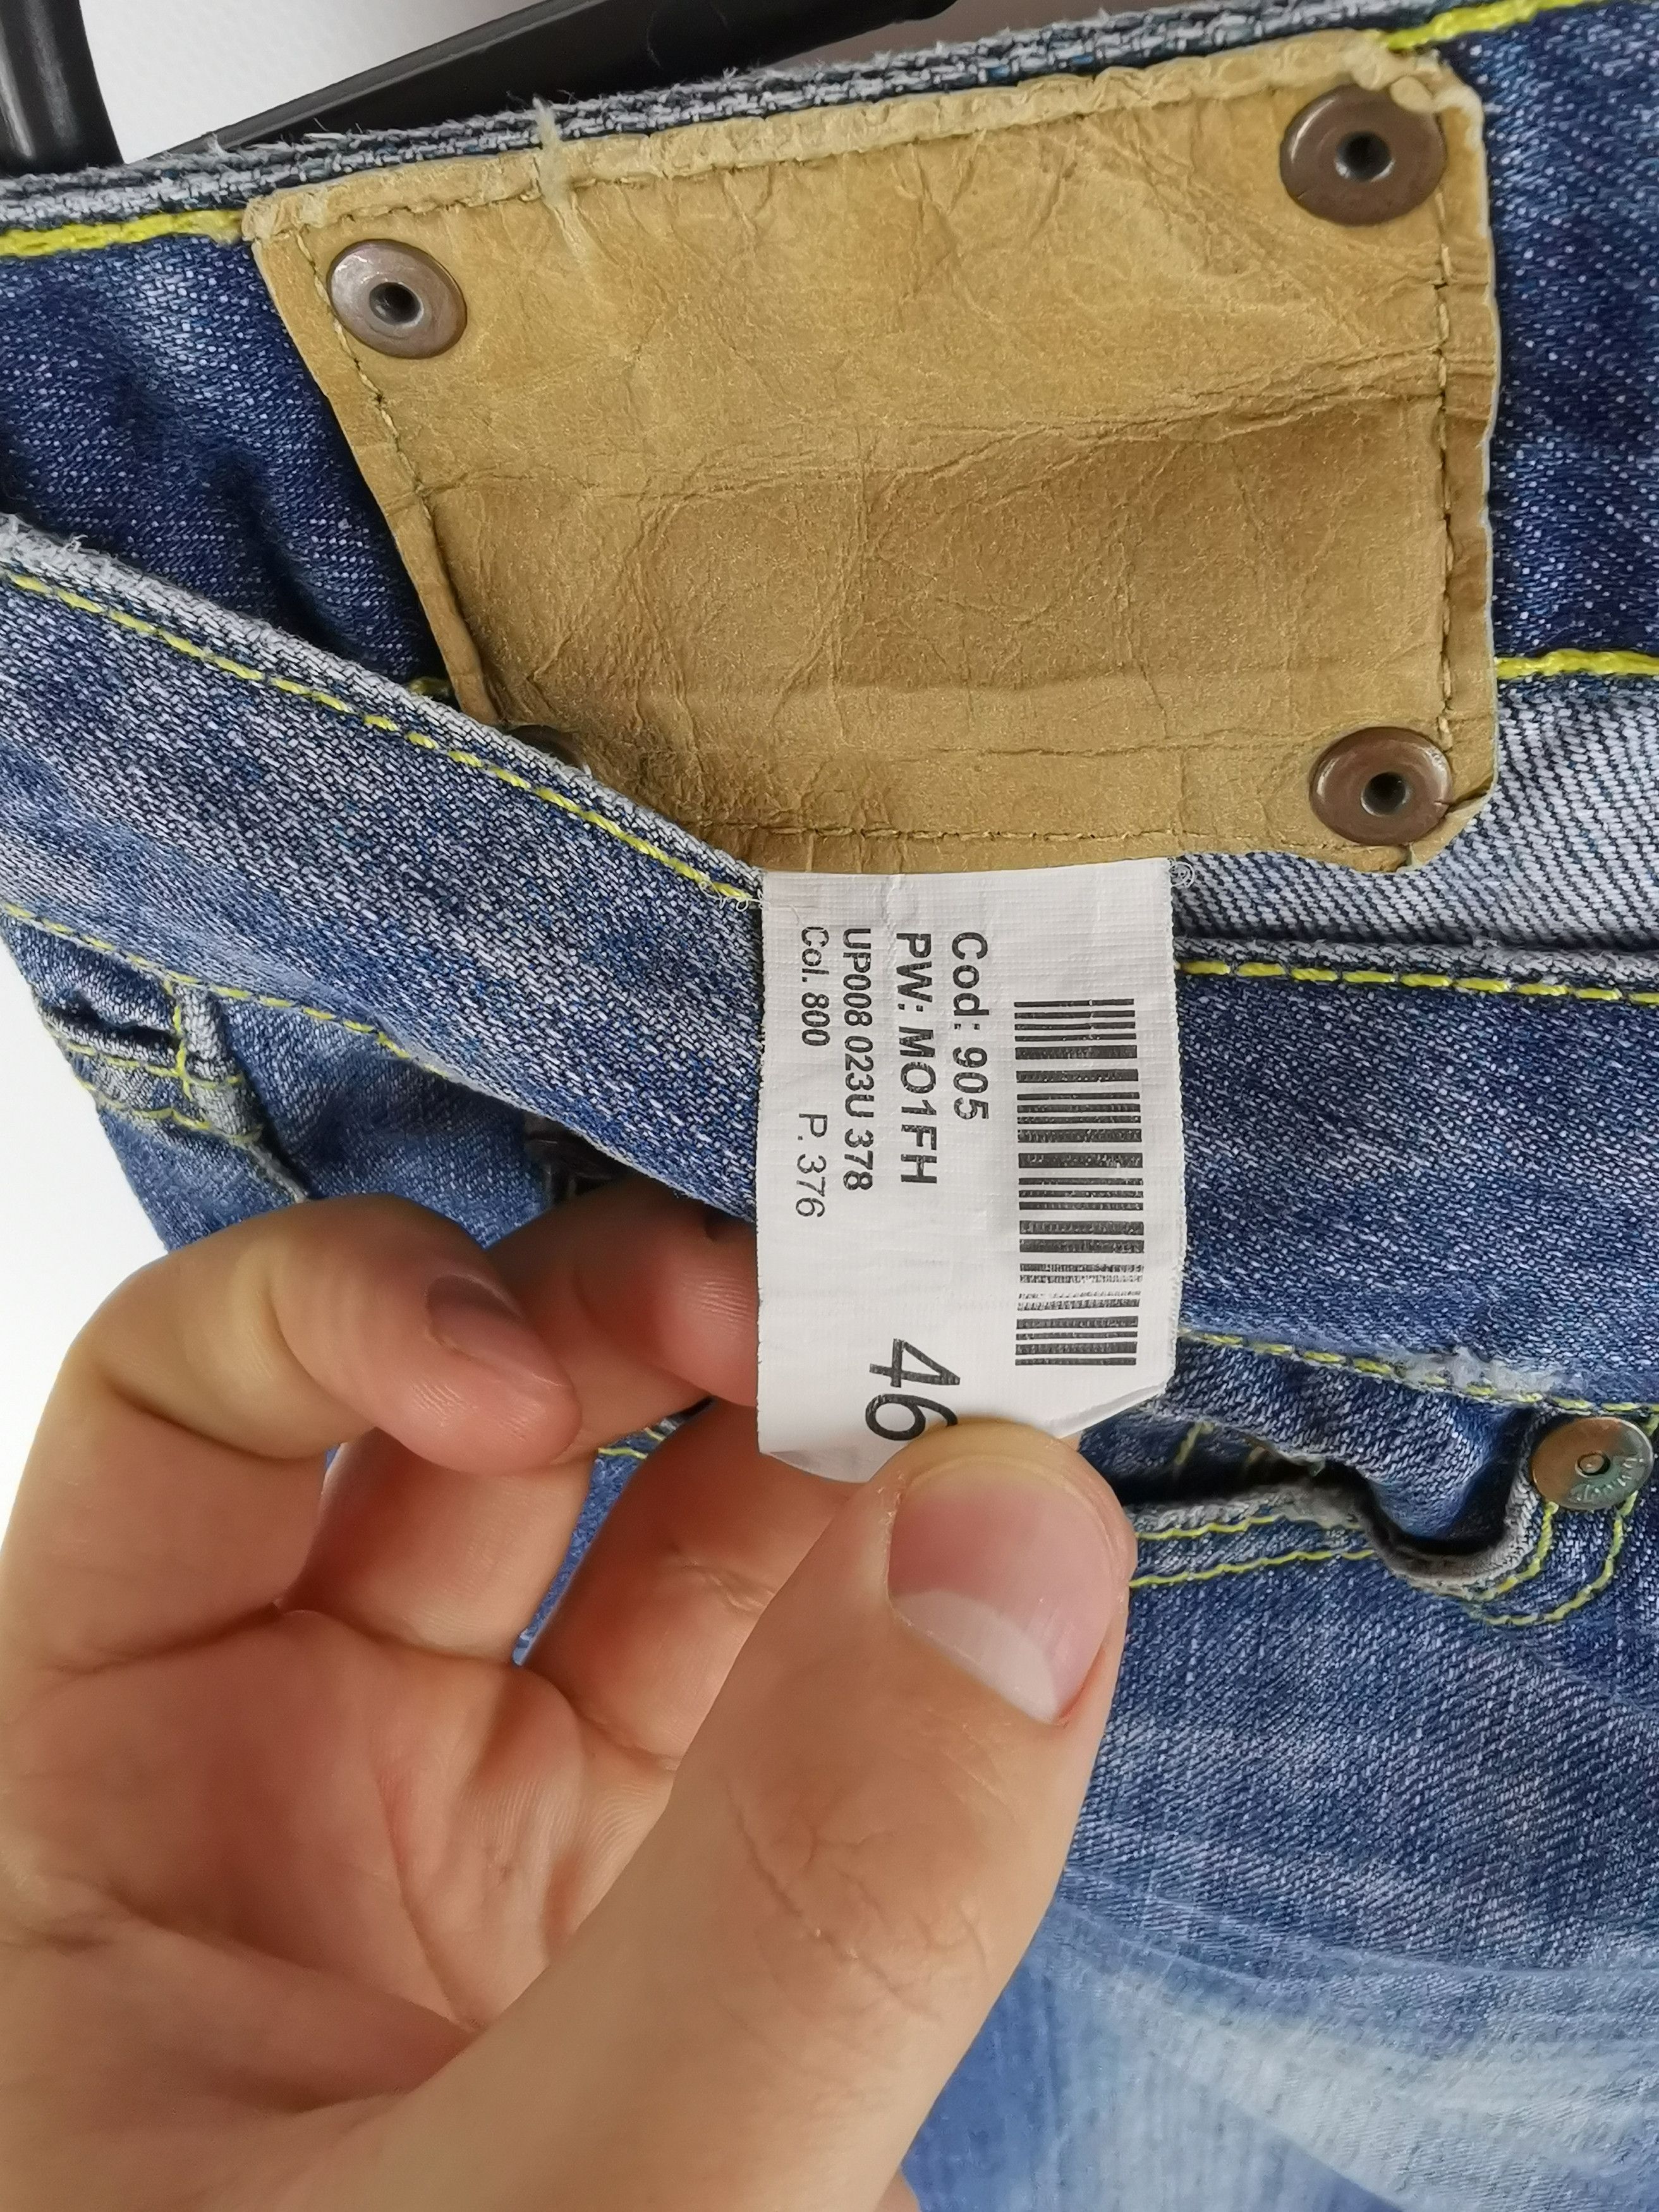 Cod: 905
PW: MO1FH
UP008 023U 378
Col. 800 P. 376
46